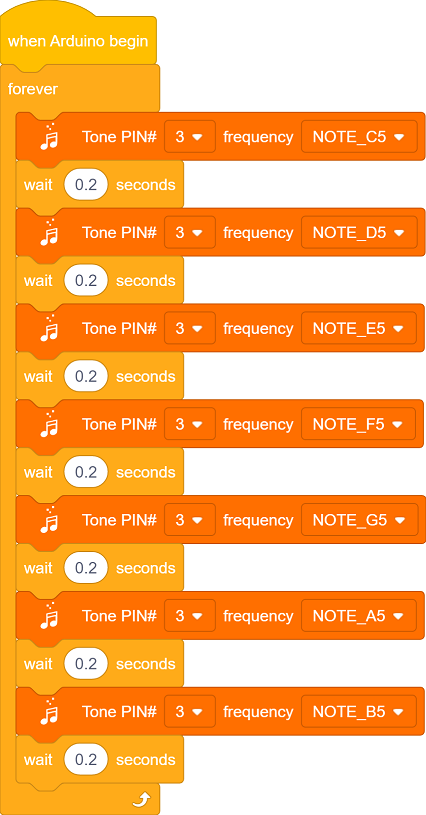 when Arduino begin
forever
Tone PIN# 3 frequency NOTE_C5
wait 0.2 seconds
Tone PIN# 3 frequency NOTE_D5
wait 0.2 seconds
Tone PIN# 3 frequency NOTE_E5
wait 0.2 seconds
Tone PIN# 3 frequency NOTE_F5
wait 0.2 seconds
Tone PIN# 3 frequency NOTE_G5
wait 0.2 seconds
Tone PIN# 3 frequency NOTE_A5
wait 0.2 seconds
Tone PIN# 3 frequency NOTE_B5
wait 0.2 seconds